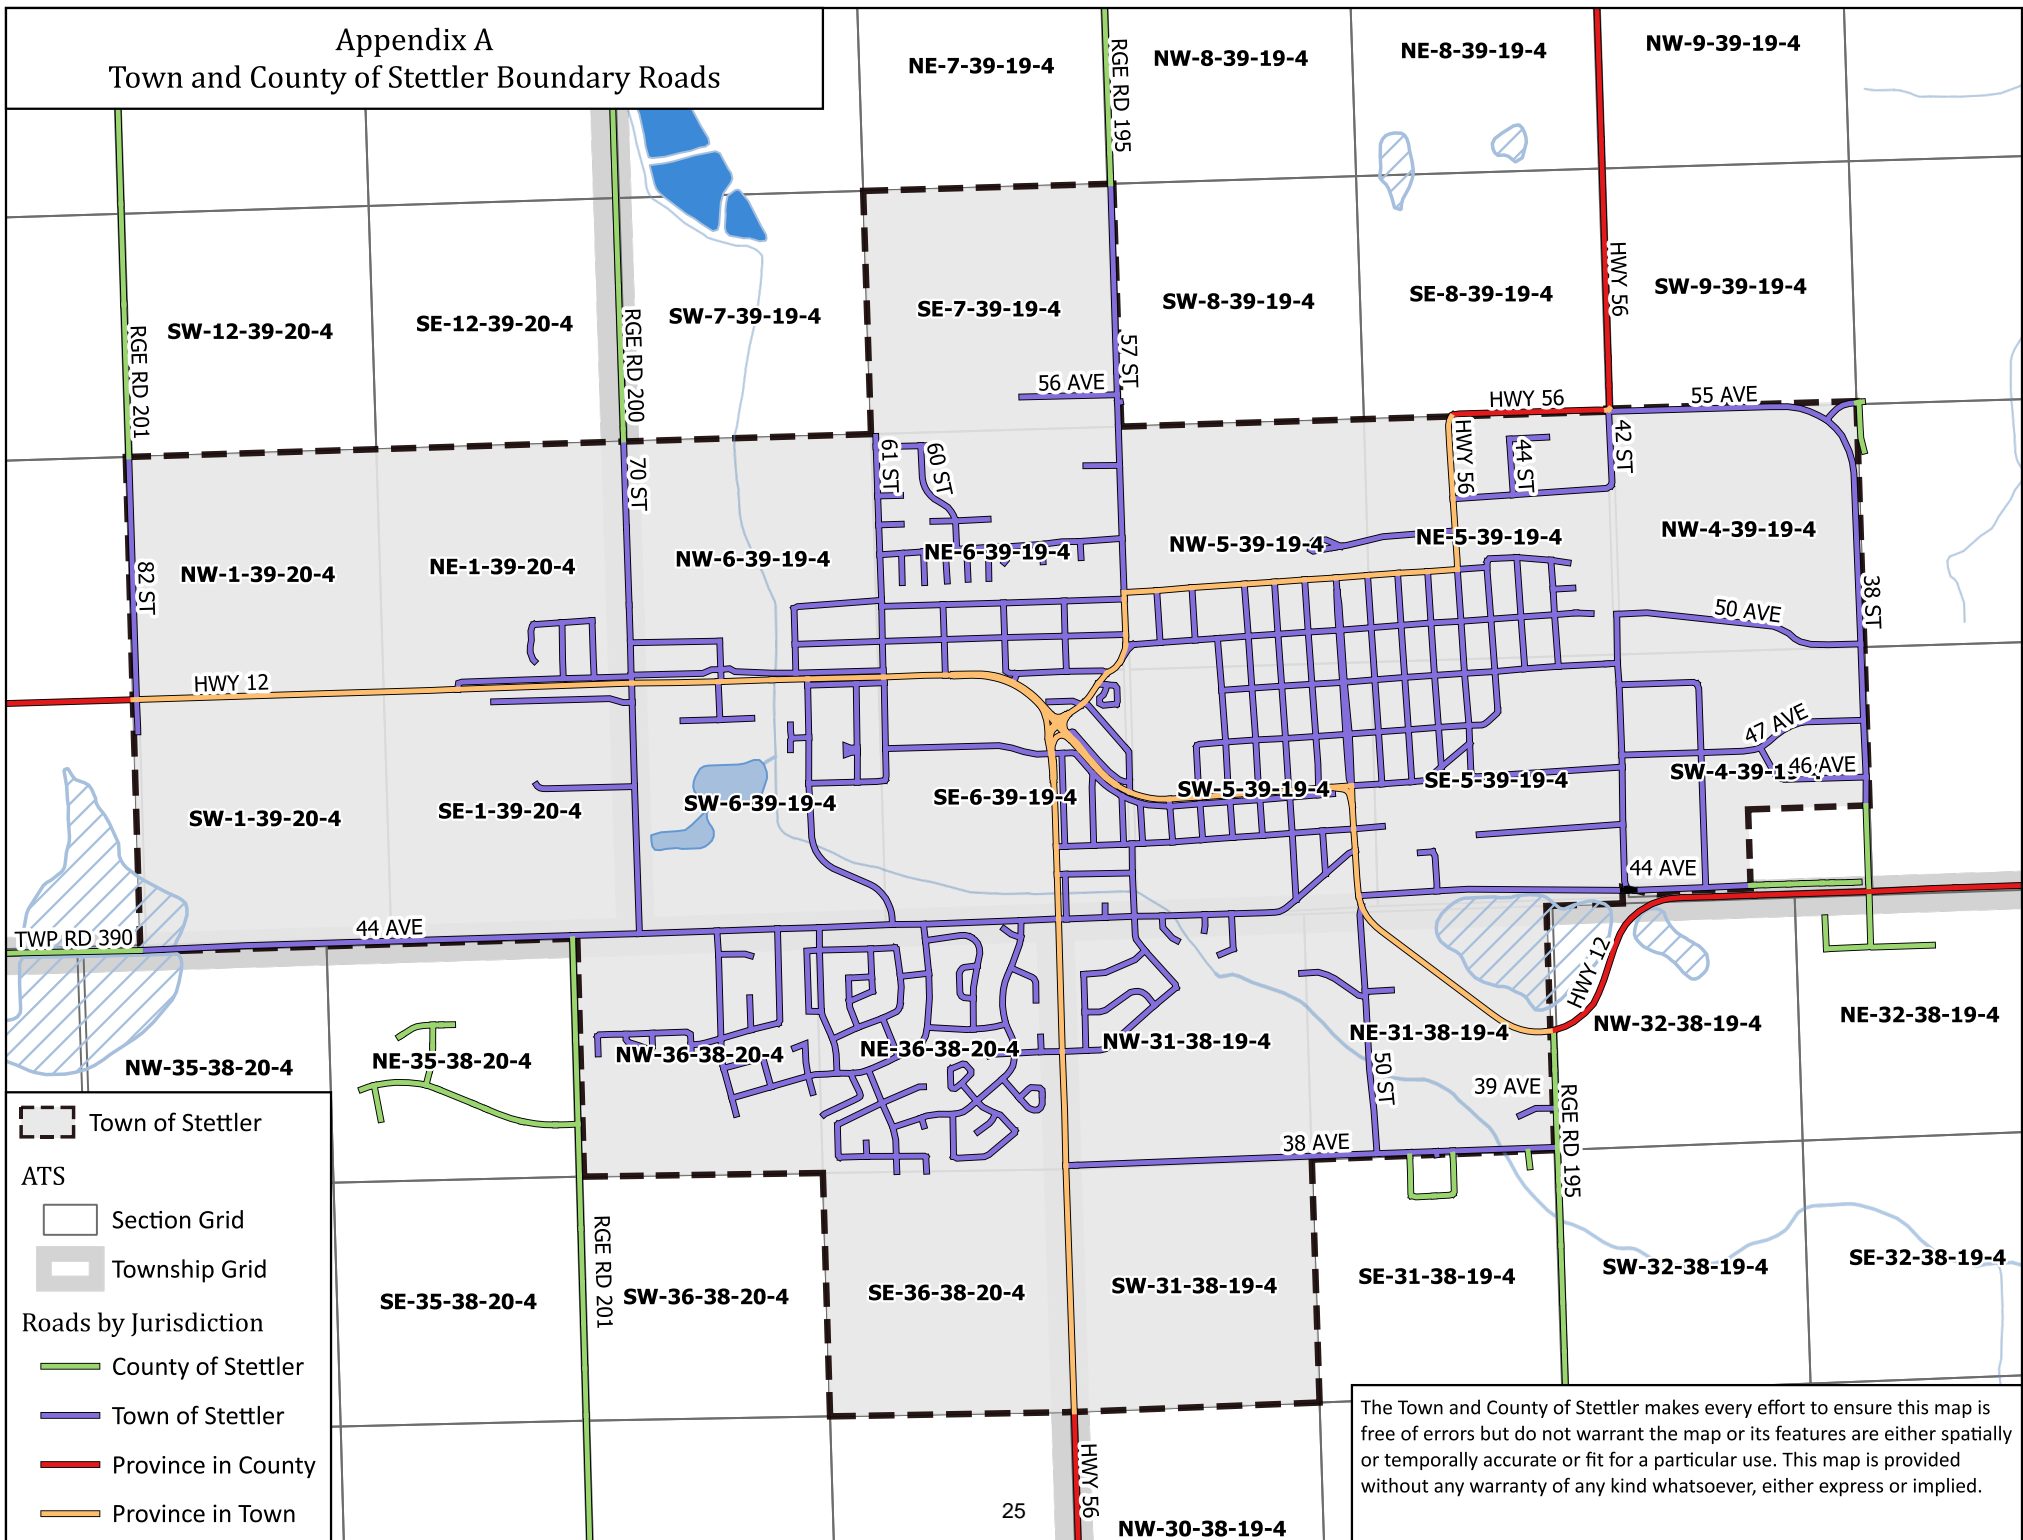 Appendix A
Town and County of Stettler Boundary Roads
NE-7-39-19-4
RGE RD 195
NW-8-39-19-4
NE-8-39-19-4
NW-9-39-19-4
SW-12-39-20-4
SE-12-39-20-4
SW-7-39-19-4
SE-7-39-19-4
SW-8-39-19-4
SE-8-39-19-4
SW-9-39-19-4
HWY 56
RGE RD 201
RGE RD 200
57 ST
56 AVE
HWY 56
55 AVE
61 ST
60 ST
70 ST
HWY 56
44 ST
42 ST
NW-1-39-20-4
NE-1-39-20-4
NW-6-39-19-4
NE-6-39-19-4
NW-5-39-19-4
NE-5-39-19-4
NW-4-39-19-4
82 ST
38 ST
50 AVE
HWY 12
47 AVE
46 AVE
SW-1-39-20-4
SE-1-39-20-4
SW-6-39-19-4
SE-6-39-19-4
SW-5-39-19-4
SE-5-39-19-4
SW-4-39-19-4
44 AVE
TWP RD 390
44 AVE
HWY 12
NW-35-38-20-4
NE-35-38-20-4
NW-36-38-20-4
NE-36-38-20-4
NW-31-38-19-4
NE-31-38-19-4
NW-32-38-19-4
NE-32-38-19-4
50 ST
39 AVE
38 AVE
RGE RD 195
RGE RD 201
SE-35-38-20-4
SW-36-38-20-4
SE-36-38-20-4
SW-31-38-19-4
SE-31-38-19-4
SW-32-38-19-4
SE-32-38-19-4
HWY 56
NW-30-38-19-4
25
Town of Stettler
ATS
Section Grid
Township Grid
Roads by Jurisdiction
County of Stettler
Town of Stettler
Province in County
Province in Town
The Town and County of Stettler makes every effort to ensure this map is
free of errors but do not warrant the map or its features are either spatially
or temporally accurate or fit for a particular use. This map is provided
without any warranty of any kind whatsoever, either express or implied.